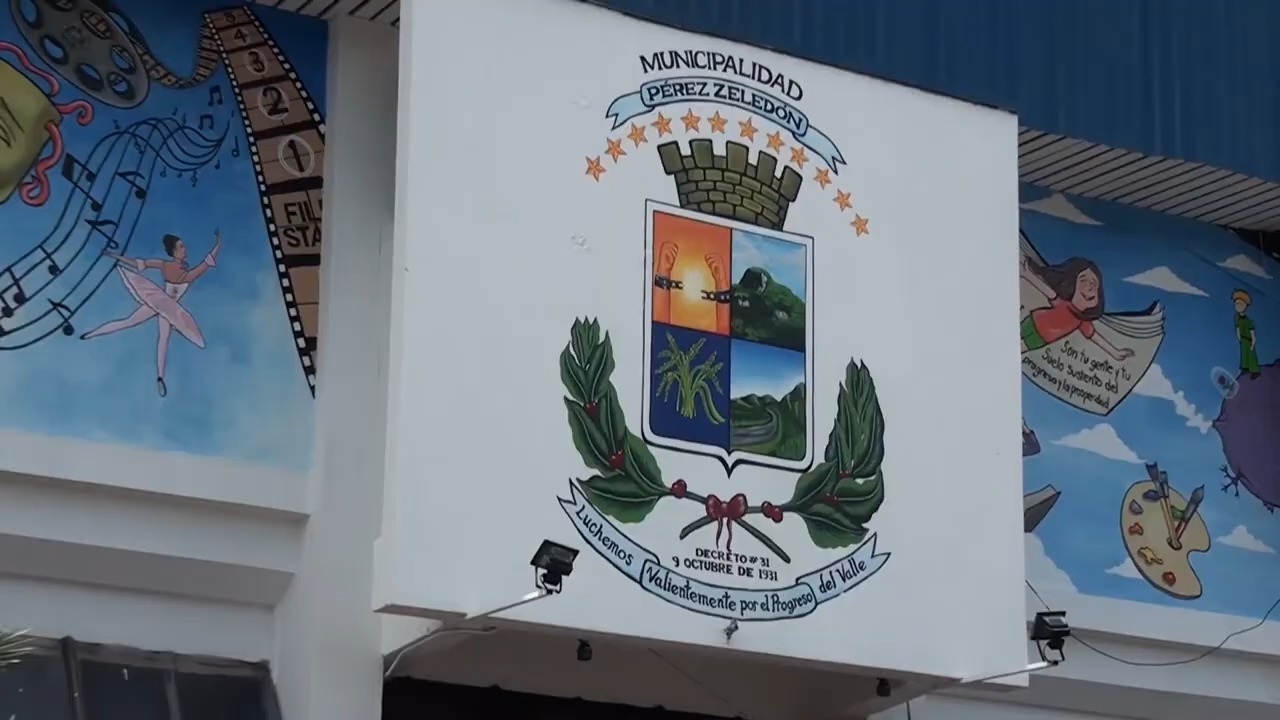 MUNICIPALIDAD
PÉREZ ZELEDÓN
5
4
3
2
1
FIL
STA
Son tu gente y tu
Suelo sustento del
progreso y la prosperidad
DECRETO # 31
9 OCTUBRE DE 1931
Luchemos Valientemente por el Progreso del Valle